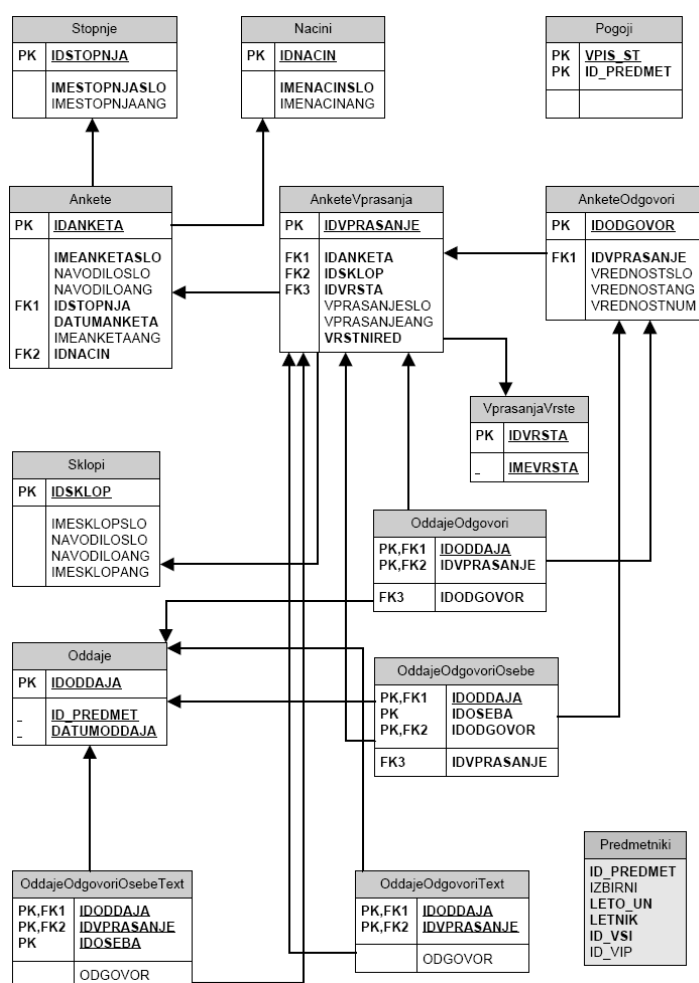 Stopnje
PK IDSTOPNJA
IMESTOPNJASLO
IMESTOPNJAANG
Nacini
PK IDNACIN
IMENACINSLO
IMENACINANG
Pogoji
PK VPIS_ST
PK ID_PREDMET
Ankete
PK IDANKETA
IMEANKETASLO
NAVODILOSLO
NAVODILOANG
FK1 IDSTOPNJA
DATUMANKETA
IMEANKETAANG
FK2 IDNACIN
AnketeVprasanja
PK IDVPRASANJE
FK1 IDANKETA
FK2 IDSKLOP
FK3 IDVRSTA
VPRASANJESLO
VPRASANJEANG
VRSTNIRED
AnketeOdgovori
PK IDODGOVOR
FK1 IDVPRASANJE
VREDNOSTSLO
VREDNOSTANG
VREDNOSTNUM
VprasanjaVrste
PK IDVRSTA
_ IMEVRSTA
Sklopi
PK IDSKLOP
IMESKLOPSLO
NAVODILOSLO
NAVODILOANG
IMESKLOPANG
OddajeOdgovori
PK,FK1 IDODDAJA
PK,FK2 IDVPRASANJE
FK3 IDODGOVOR
Oddaje
PK IDODDAJA
_ ID_PREDMET
_ DATUMODDAJA
OddajeOdgovoriOsebe
PK,FK1 IDODDAJA
PK IDOSEBA
PK,FK2 IDODGOVOR
FK3 IDVPRASANJE
OddajeOdgovoriOsebeText
PK,FK1 IDODDAJA
PK,FK2 IDVPRASANJE
PK IDOSEBA
ODGOVOR
OddajeOdgovoriText
PK,FK1 IDODDAJA
PK,FK2 IDVPRASANJE
ODGOVOR
Predmetniki
ID_PREDMET
IZBIRNI
LETO_UN
LETNIK
ID_VSI
ID_VIP